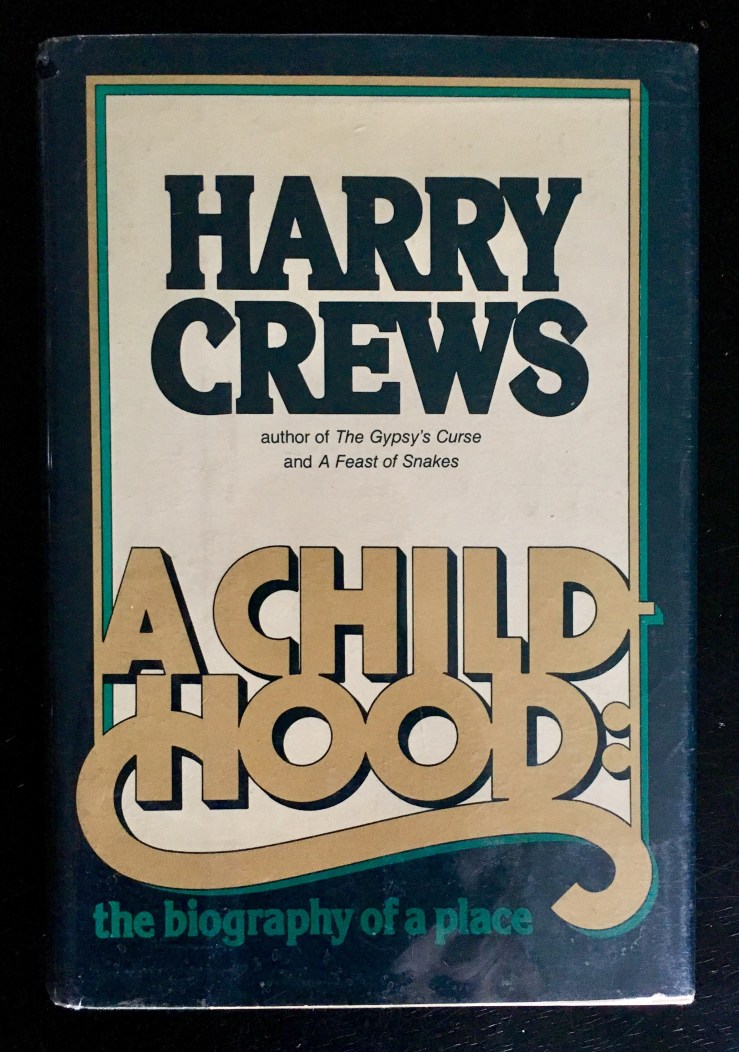 HARRY
CREWS
author of The Gypsy's Curse
and A Feast of Snakes
A CHILD-
HOOD:
the biography of a place